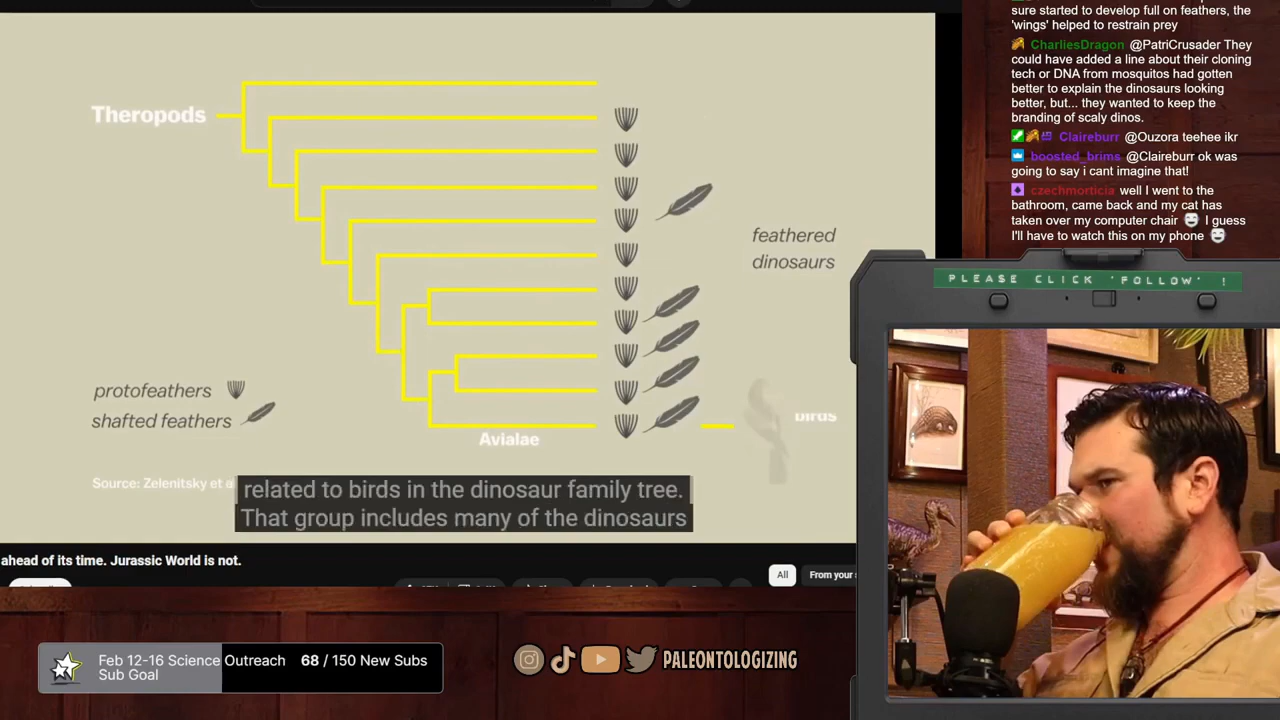 Theropods
feathered
dinosaurs
protofeathers
shafted feathers
Avialae
birds
Source: Zelenitsky et a
related to birds in the dinosaur family tree.
That group includes many of the dinosaurs
ahead of its time. Jurassic World is not.
All
From your s
sure started to develop full on feathers, the
'wings' helped to restrain prey
CharliesDragon @PatriCrusader They
could have added a line about their cloning
tech or DNA from mosquitos had gotten
better to explain the dinosaurs looking
better, but... they wanted to keep the
branding of scaly dinos.
Claireburr @Ouzora teehee ikr
boosted_brims @Claireburr ok was
going to say i cant imagine that!
czechmorticia well I went to the
bathroom, came back and my cat has
taken over my computer chair I guess
I'll have to watch this on my phone
PLEASE CLICK 'FOLLOW' !
Feb 12-16 Science Outreach 68 / 150 New Subs
Sub Goal
PALEONTOLOGIZING